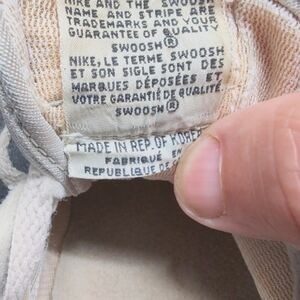 NIKE AND THE SWOOSH
NAME AND STRIPE ARE
TRADEMARKS AND YOUR
GUARANTEE OF QUALITY
SWOOSH®
NIKE, LE TERME SWOOSH
ET SON SIGLE SONT DES
MARQUES DÉPOSÉES ET
VOTRE GARANTIE DE QUALITÉ.
SWOOSH®
MADE IN REP. OF KOREA
FABRIQUÉ EN
REPUBLIQUE DE